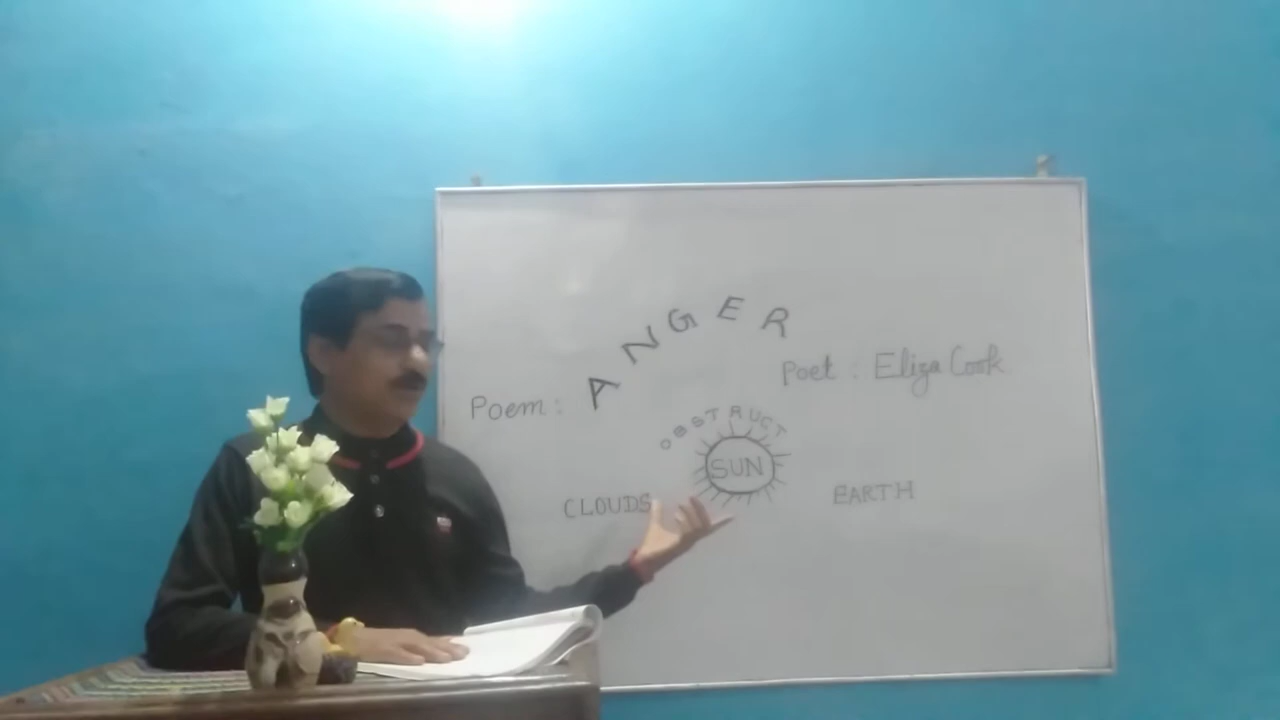 ANGER
Poem:
Poet : Eliza Cook
OBSTRUCT
SUN
CLOUDS
EARTH